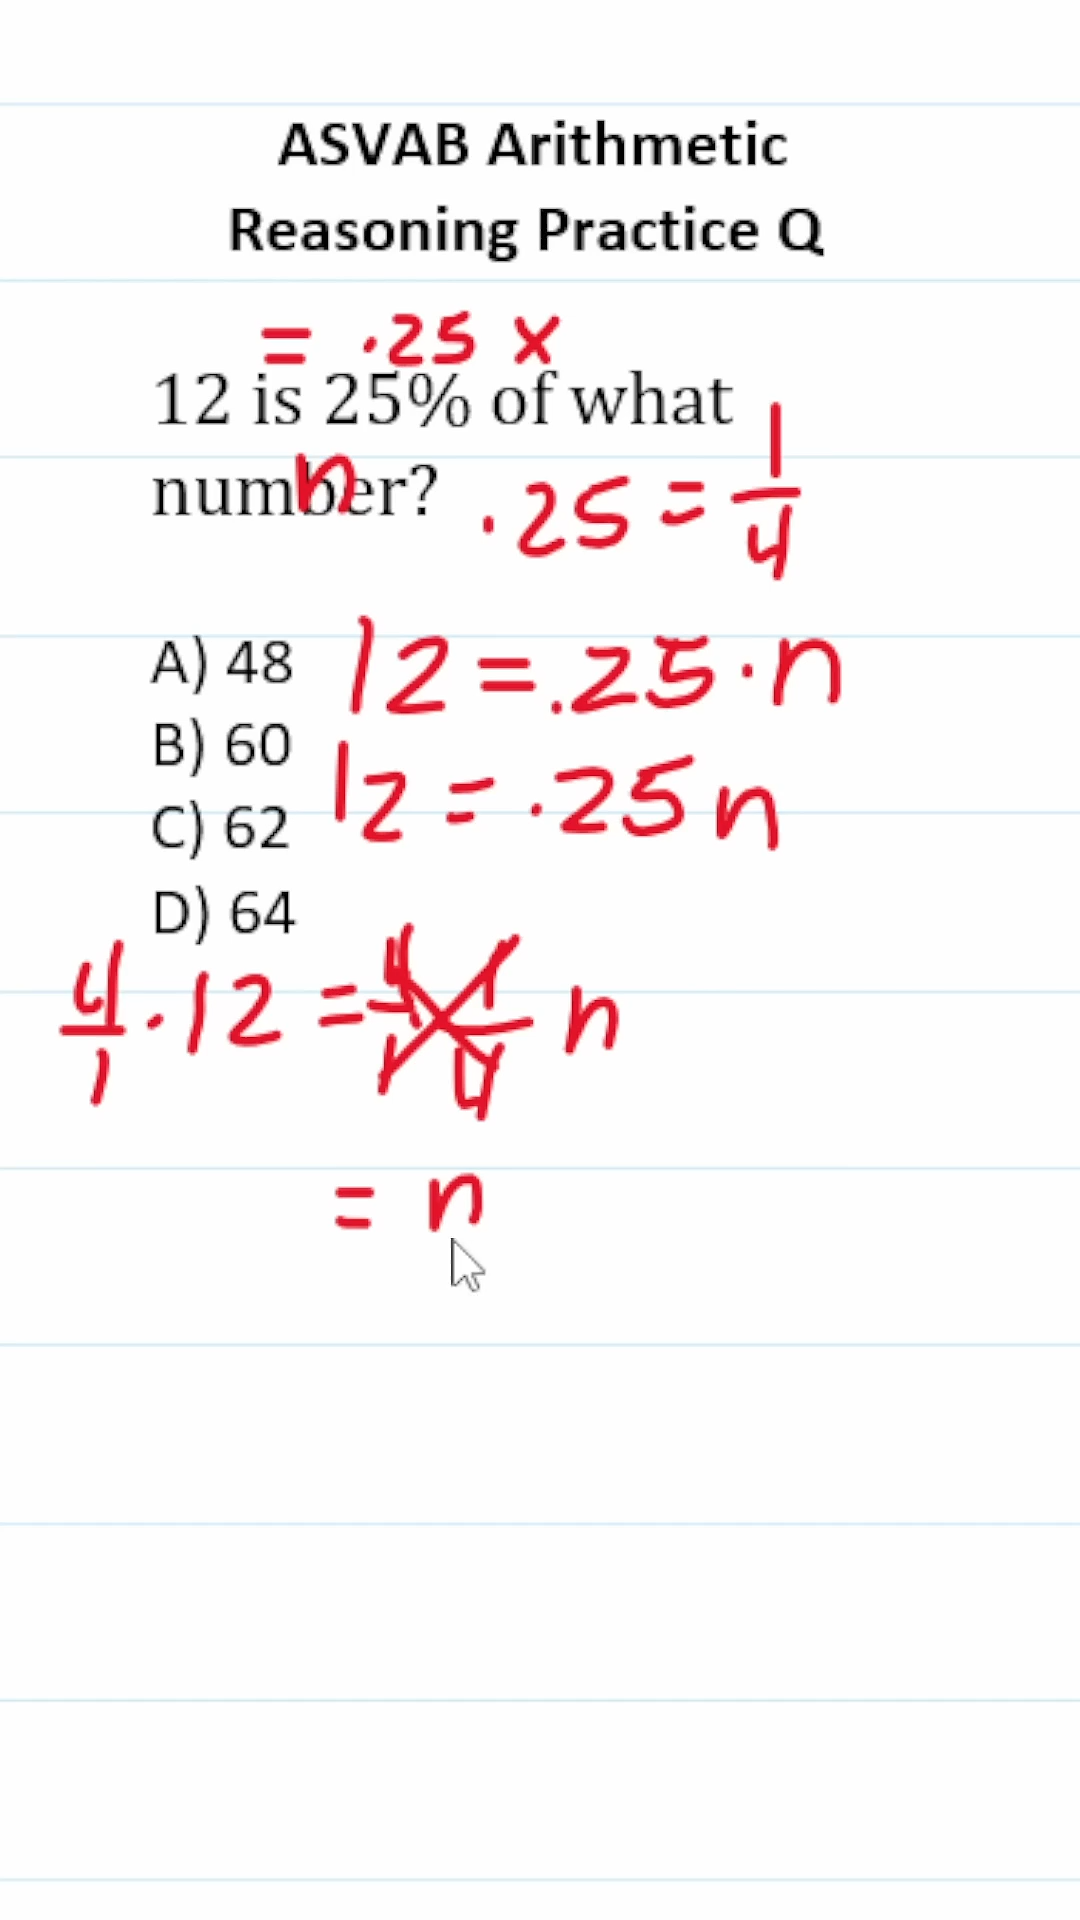 ASVAB Arithmetic
Reasoning Practice Q
= .25 x
12 is 25% of what
number?
n
.25 = 1/4
A) 48
12 = .25 · n
B) 60
12 = .25 n
C) 62
D) 64
4/1 · 12 = 4/1 1/4 n
= n